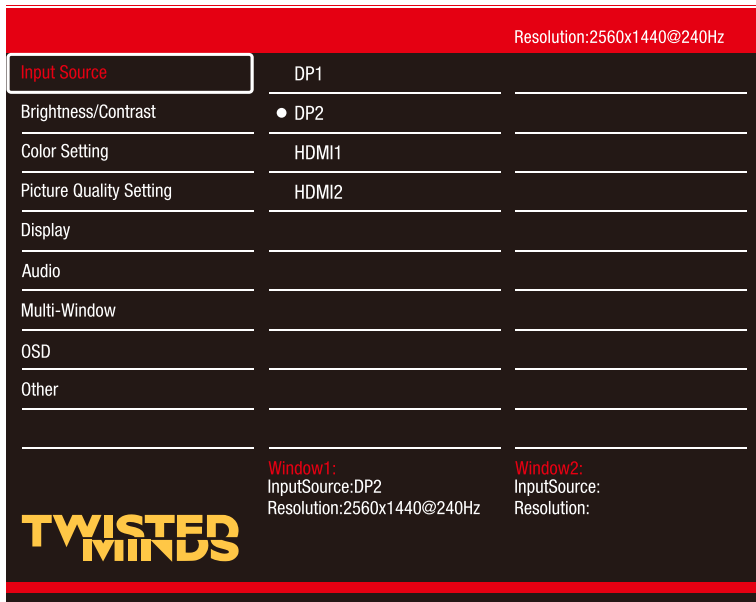 Resolution:2560x1440@240Hz
Input Source
DP1
Brightness/Contrast
DP2
Color Setting
HDMI1
Picture Quality Setting
HDMI2
Display
Audio
Multi-Window
OSD
Other
Window1:
InputSource:DP2
Resolution:2560x1440@240Hz
Window2:
InputSource:
Resolution:
TWISTED
MINDS